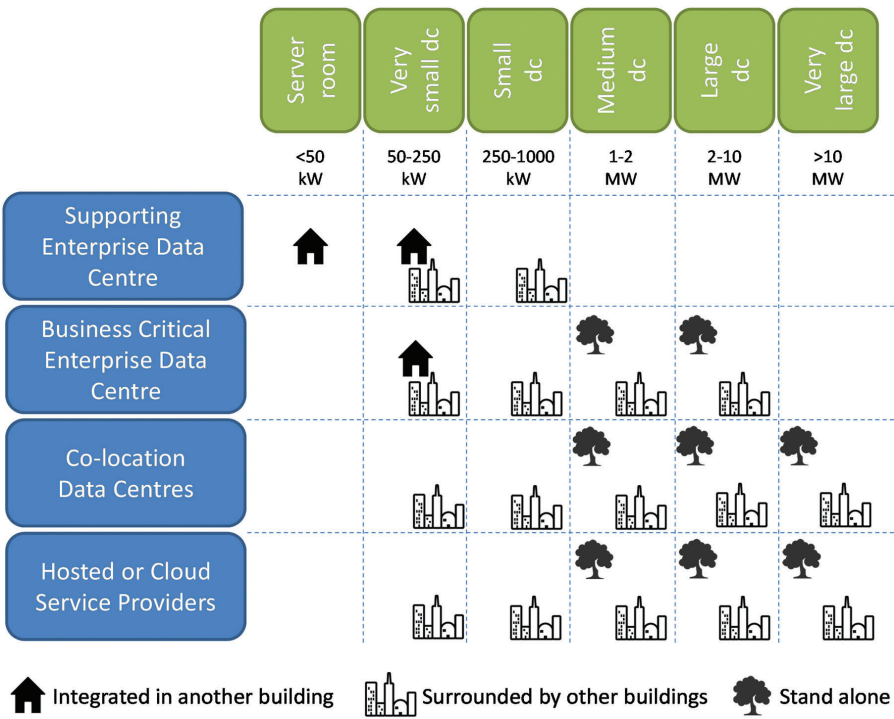 Server
room
Very
small dc
Small
dc
Medium
dc
Large
dc
Very
large dc
<50
kW
50-250
kW
250-1000
kW
1-2
MW
2-10
MW
>10
MW
Supporting
Enterprise Data
Centre
Business Critical
Enterprise Data
Centre
Co-location
Data Centres
Hosted or Cloud
Service Providers
Integrated in another building
Surrounded by other buildings
Stand alone